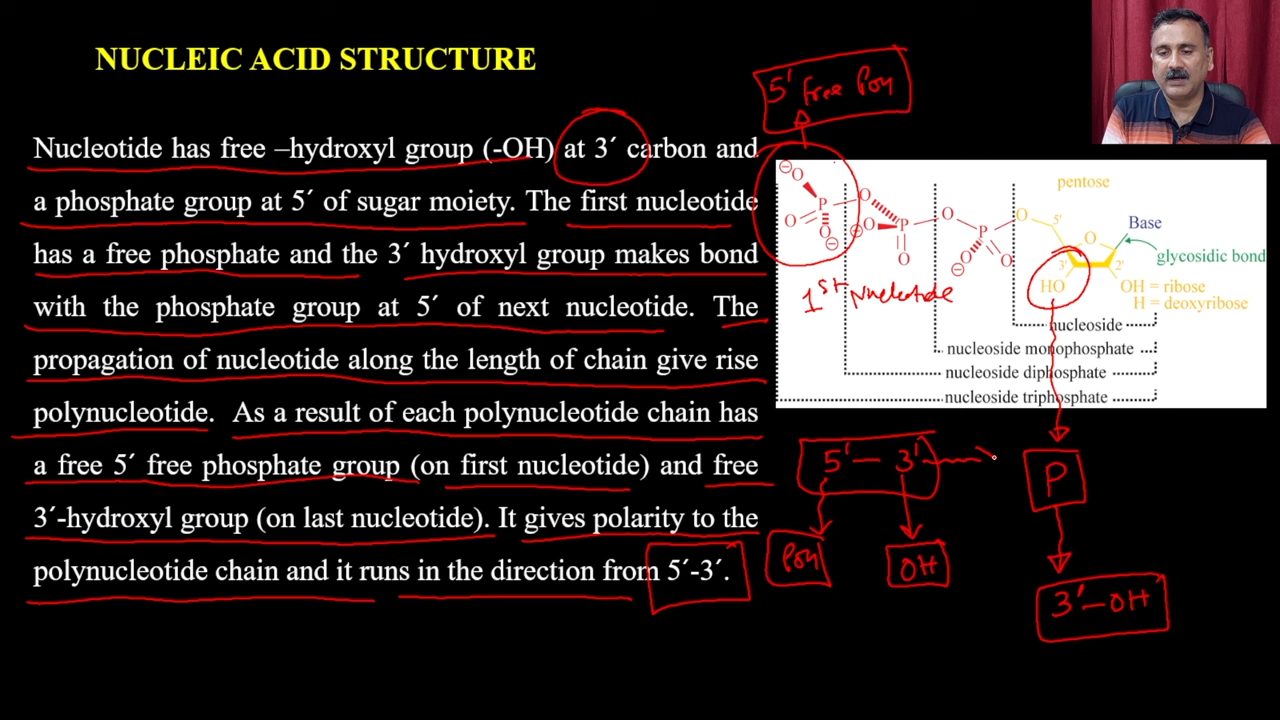 NUCLEIC ACID STRUCTURE
Nucleotide has free –hydroxyl group (-OH) at 3´ carbon and
a phosphate group at 5´ of sugar moiety. The first nucleotide
has a free phosphate and the 3´ hydroxyl group makes bond
with the phosphate group at 5´ of next nucleotide. The
propagation of nucleotide along the length of chain give rise
polynucleotide. As a result of each polynucleotide chain has
a free 5´ free phosphate group (on first nucleotide) and free
3´-hydroxyl group (on last nucleotide). It gives polarity to the
polynucleotide chain and it runs in the direction from 5´-3´.
5' free Po4
pentose
O
P
O
O
O
P
O
O
O
P
O
O
O
5'
O
Base
glycosidic bond
3'
2'
HO
OH = ribose
H = deoxyribose
1st Nucleotide
nucleoside
nucleoside monophosphate
nucleoside diphosphate
nucleoside triphosphate
5' – 3'
P
Po4
OH
3' – OH